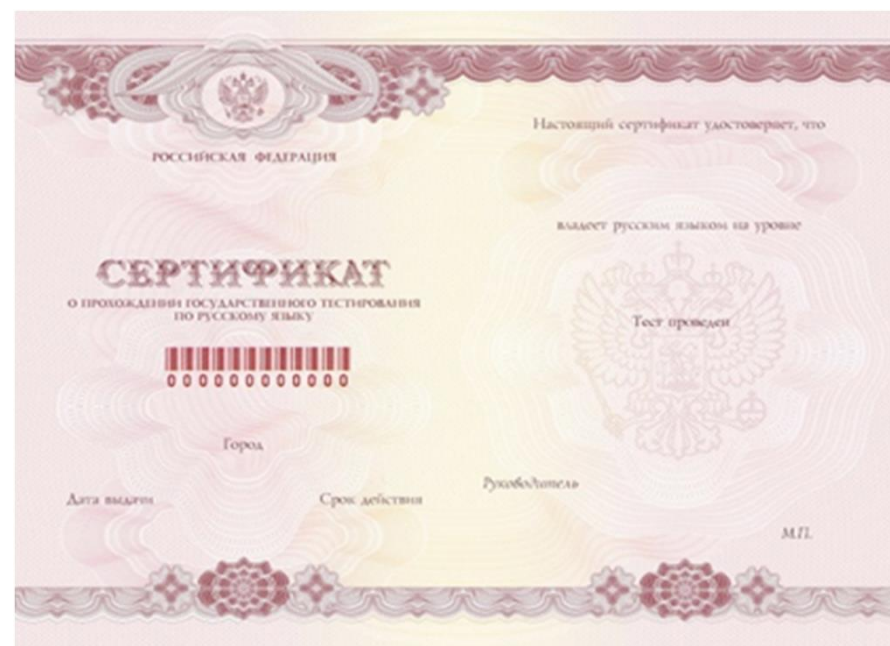 РОССИЙСКАЯ ФЕДЕРАЦИЯ
СЕРТИФИКАТ
О ПРОХОЖДЕНИИ ГОСУДАРСТВЕННОГО ТЕСТИРОВАНИЯ
ПО РУССКОМУ ЯЗЫКУ
000000000000
Город
Дата выдачи
Срок действия
Настоящий сертификат удостоверяет, что
владеет русским языком на уровне
Тест проведен
Руководитель
М.П.